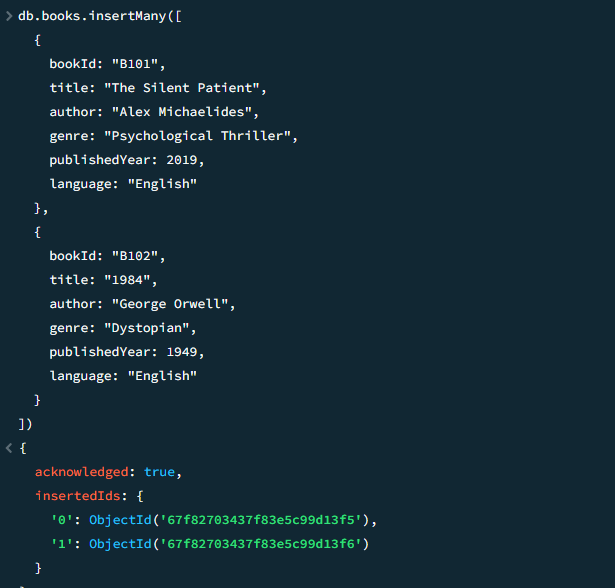 > db.books.insertMany([
{
bookId: "B101",
title: "The Silent Patient",
author: "Alex Michaelides",
genre: "Psychological Thriller",
publishedYear: 2019,
language: "English"
},
{
bookId: "B102",
title: "1984",
author: "George Orwell",
genre: "Dystopian",
publishedYear: 1949,
language: "English"
}
])
< {
acknowledged: true,
insertedIds: {
'0': ObjectId('67f82703437f83e5c99d13f5'),
'1': ObjectId('67f82703437f83e5c99d13f6')
}